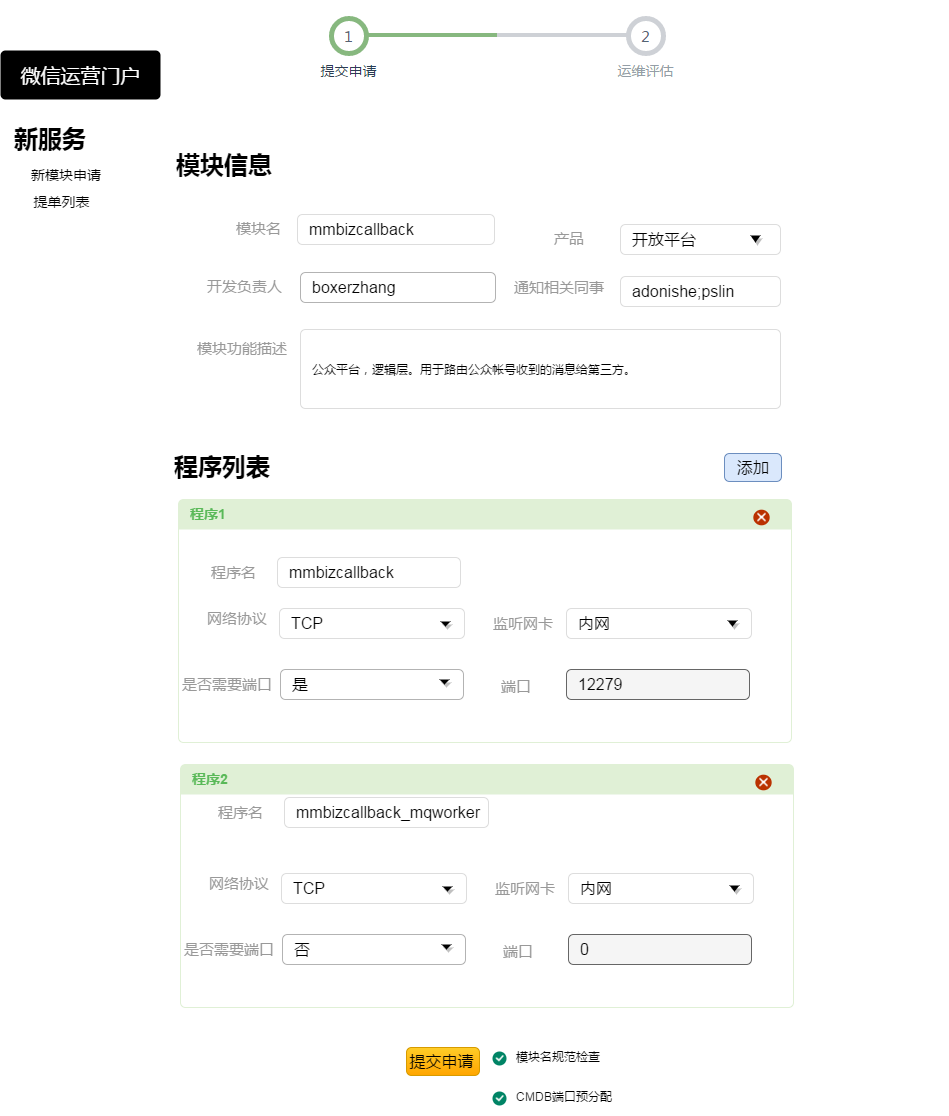 1
2
提交申请
运维评估
微信运营门户
新服务
新模块申请
提单列表
模块信息
模块名
mmbizcallback
产品
开放平台
开发负责人
boxerzhang
通知相关同事
adonishe;pslin
模块功能描述
公众平台，逻辑层。用于路由公众帐号收到的消息给第三方。
程序列表
添加
程序1
程序名
mmbizcallback
网络协议
TCP
监听网卡
内网
是否需要端口
是
端口
12279
程序2
程序名
mmbizcallback_mqworker
网络协议
TCP
监听网卡
内网
是否需要端口
否
端口
0
提交申请
模块名规范检查
CMDB端口预分配